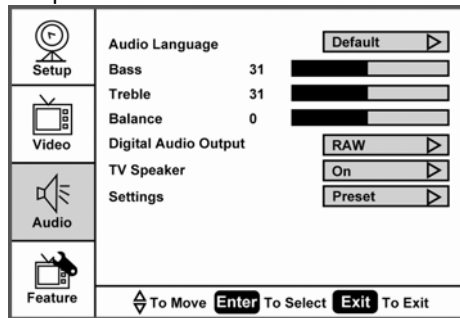 Setup
Video
Audio
Feature
Audio Language Default
Bass 31
Treble 31
Balance 0
Digital Audio Output RAW
TV Speaker On
Settings Preset
To Move Enter To Select Exit To Exit